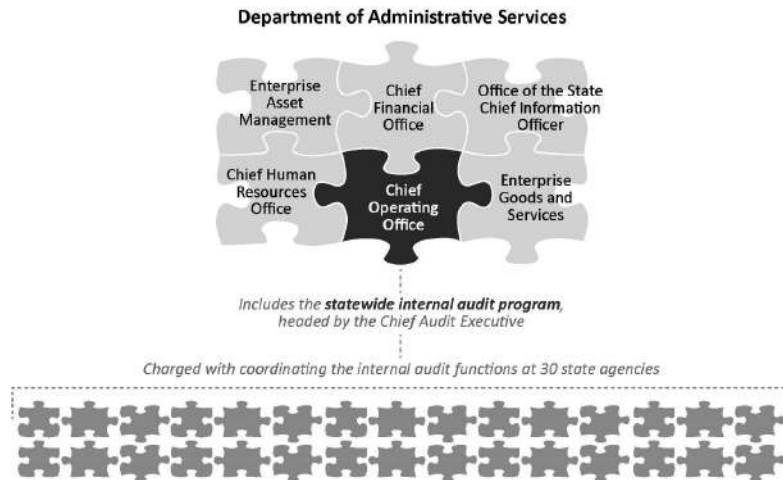 Department of Administrative Services
Enterprise
Asset
Management
Chief
Financial
Office
Office of the State
Chief Information
Officer
Chief Human
Resources
Office
Chief
Operating
Office
Enterprise
Goods and
Services
Includes the statewide internal audit program,
headed by the Chief Audit Executive
Charged with coordinating the internal audit functions at 30 state agencies